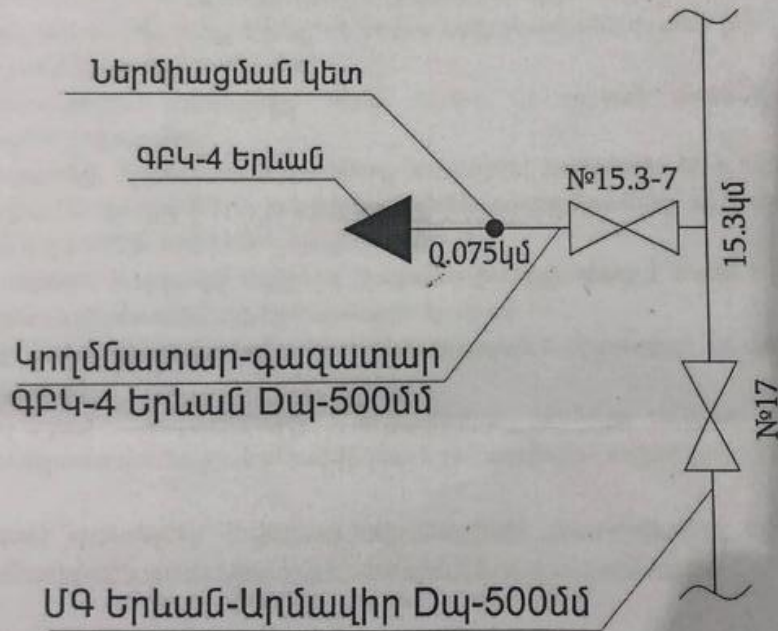 Ներմիացման կետ
ԳԲԿ-4 Երևան
№15.3-7
0.075կմ
15.3կմ
Կողմնատար-գազատար
ԳԲԿ-4 Երևան Dպ-500մմ
№17
ՄԳ Երևան-Արմավիր Dպ-500մմ